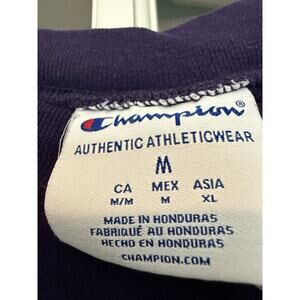 Champion®
AUTHENTIC ATHLETICWEAR
M
CA MEX ASIA
M/M M XL
MADE IN HONDURAS
FABRIQUÉ AU HONDURAS
HECHO EN HONDURAS
CHAMPION.COM